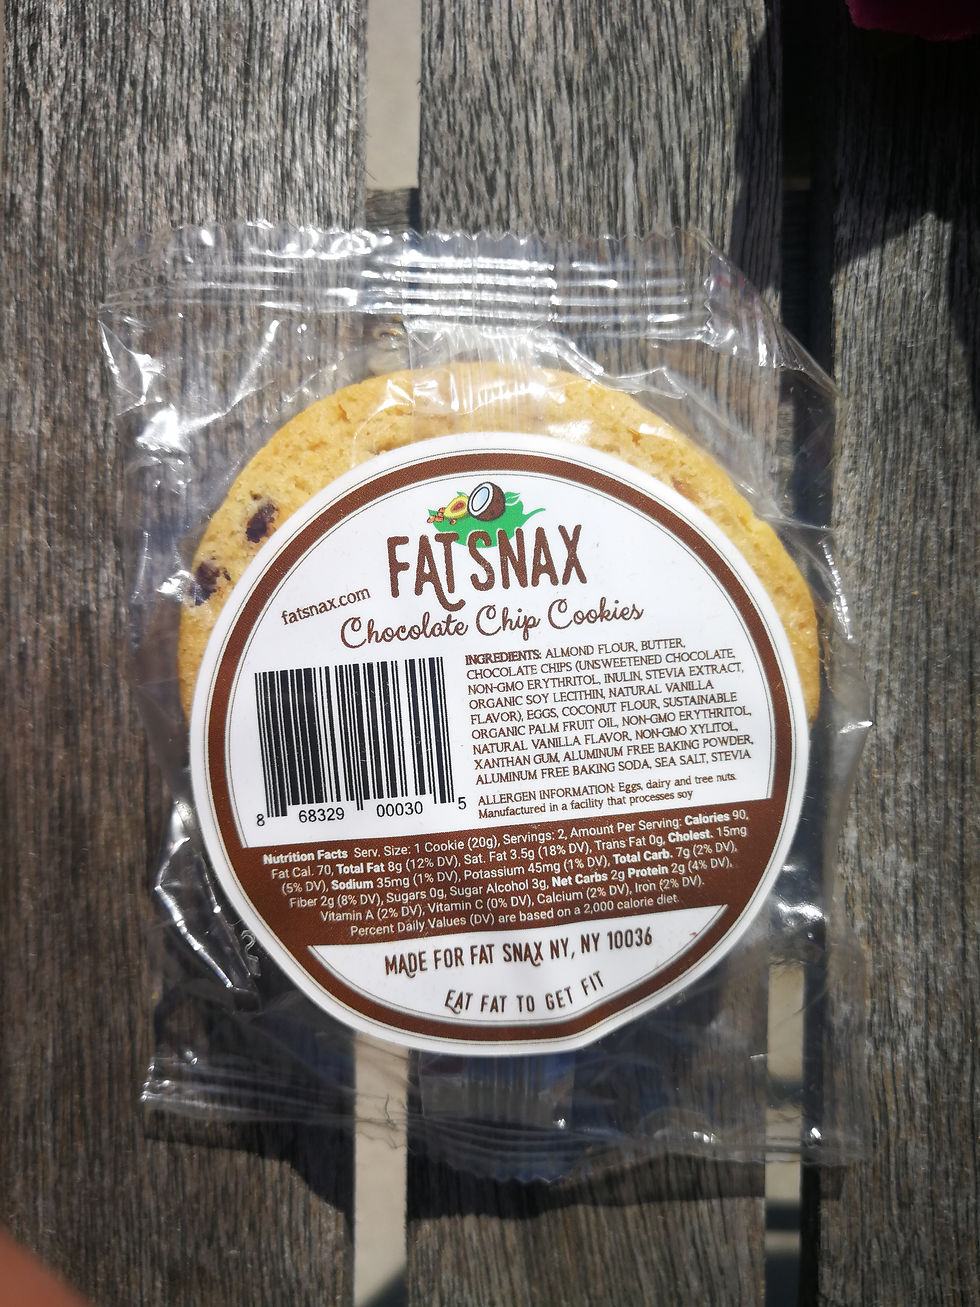 FATSNAX
fatsnax.com
Chocolate Chip Cookies
INGREDIENTS: ALMOND FLOUR, BUTTER,
CHOCOLATE CHIPS (UNSWEETENED CHOCOLATE,
NON-GMO ERYTHRITOL, INULIN, STEVIA EXTRACT,
ORGANIC SOY LECITHIN, NATURAL VANILLA
FLAVOR), EGGS, COCONUT FLOUR, SUSTAINABLE
ORGANIC PALM FRUIT OIL, NON-GMO ERYTHRITOL,
NATURAL VANILLA FLAVOR, NON-GMO XYLITOL,
XANTHAN GUM, ALUMINUM FREE BAKING POWDER,
ALUMINUM FREE BAKING SODA, SEA SALT, STEVIA
ALLERGEN INFORMATION: Eggs, dairy and tree nuts.
Manufactured in a facility that processes soy
8 68329 00030 5
Nutrition Facts Serv. Size: 1 Cookie (20g), Servings: 2, Amount Per Serving: Calories 90,
Fat Cal. 70, Total Fat 8g (12% DV), Sat. Fat 3.5g (18% DV), Trans Fat 0g, Cholest. 15mg
(5% DV), Sodium 35mg (1% DV), Potassium 45mg (1% DV), Total Carb. 7g (2% DV),
Fiber 2g (8% DV), Sugars 0g, Sugar Alcohol 3g, Net Carbs 2g Protein 2g (4% DV),
Vitamin A (2% DV), Vitamin C (0% DV), Calcium (2% DV), Iron (2% DV).
Percent Daily Values (DV) are based on a 2,000 calorie diet.
MADE FOR FAT SNAX NY, NY 10036
EAT FAT TO GET FIT